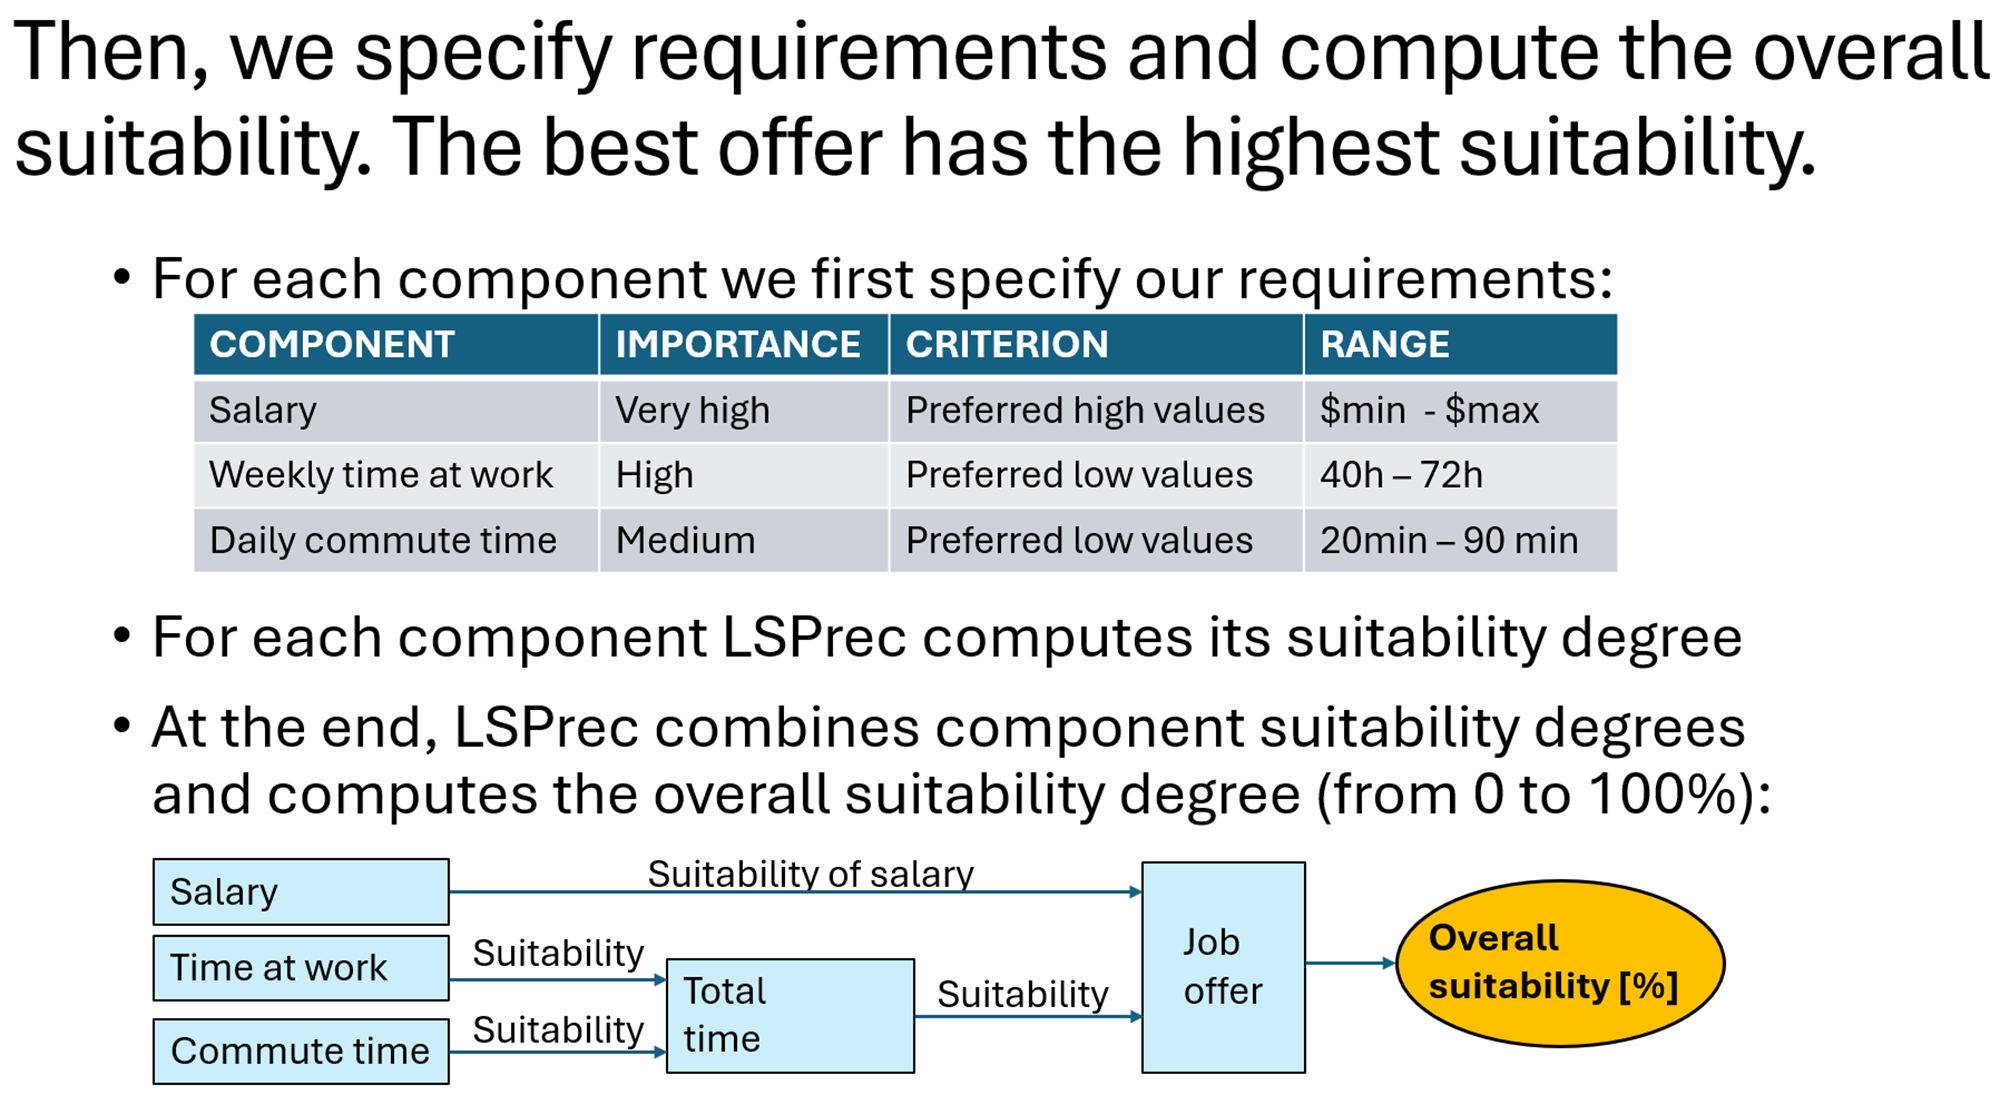 Then, we specify requirements and compute the overall
suitability. The best offer has the highest suitability.
• For each component we first specify our requirements:
COMPONENT IMPORTANCE CRITERION RANGE
Salary Very high Preferred high values $min - $max
Weekly time at work High Preferred low values 40h – 72h
Daily commute time Medium Preferred low values 20min – 90 min
• For each component LSPrec computes its suitability degree
• At the end, LSPrec combines component suitability degrees
and computes the overall suitability degree (from 0 to 100%):
Salary
Suitability of salary
Time at work
Suitability
Commute time
Suitability
Total
time
Suitability
Job
offer
Overall
suitability [%]